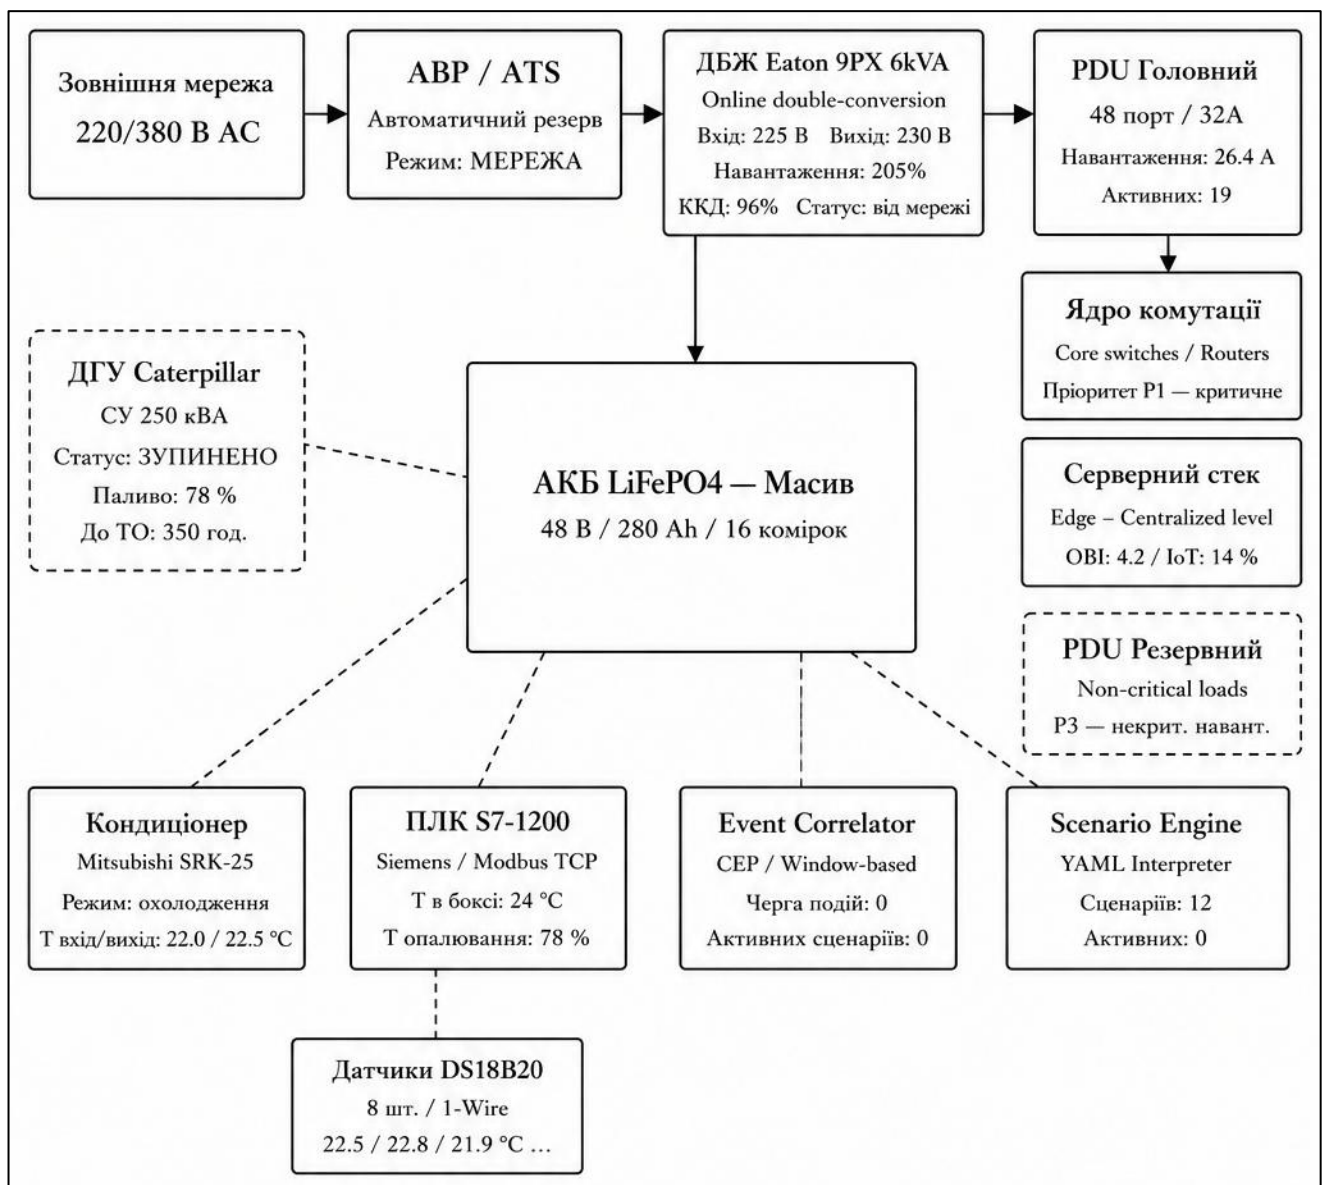 Зовнішня мережа
220/380 В АС
АВР / ATS
Автоматичний резерв
Режим: МЕРЕЖА
ДБЖ Eaton 9PX 6kVA
Online double-conversion
Вхід: 225 В Вихід: 230 В
Навантаження: 205%
ККД: 96% Статус: від мережі
PDU Головний
48 порт / 32А
Навантаження: 26.4 А
Активних: 19
Ядро комутації
Core switches / Routers
Пріоритет P1 — критичне
ДГУ Caterpillar
СУ 250 кВА
Статус: ЗУПИНЕНО
Паливо: 78 %
До ТО: 350 год.
АКБ LiFePO4 — Масив
48 В / 280 Ah / 16 комірок
Серверний стек
Edge – Centralized level
ОВІ: 4.2 / IoT: 14 %
PDU Резервний
Non-critical loads
P3 — некрит. навант.
Кондиціонер
Mitsubishi SRK-25
Режим: охолодження
Т вхід/вихід: 22.0 / 22.5 °C
ПЛК S7-1200
Siemens / Modbus TCP
Т в боксі: 24 °C
Т опалювання: 78 %
Event Correlator
CEP / Window-based
Черга подій: 0
Активних сценаріїв: 0
Scenario Engine
YAML Interpreter
Сценаріїв: 12
Активних: 0
Датчики DS18B20
8 шт. / 1-Wire
22.5 / 22.8 / 21.9 °C ...